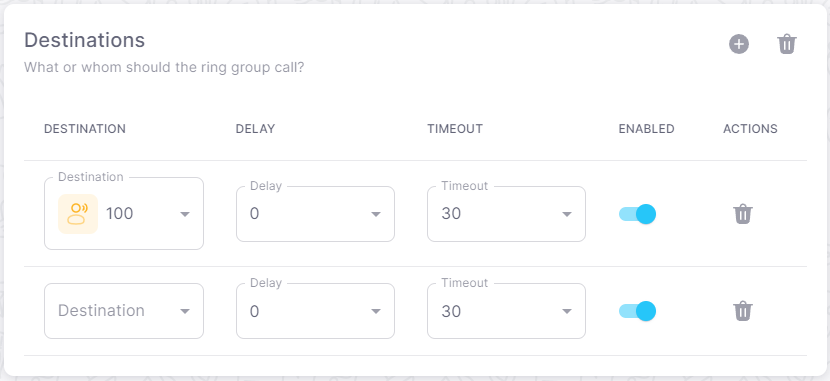 Destinations
What or whom should the ring group call?
DESTINATION DELAY TIMEOUT ENABLED ACTIONS
Destination Delay Timeout
100 0 30
Delay Timeout
Destination 0 30